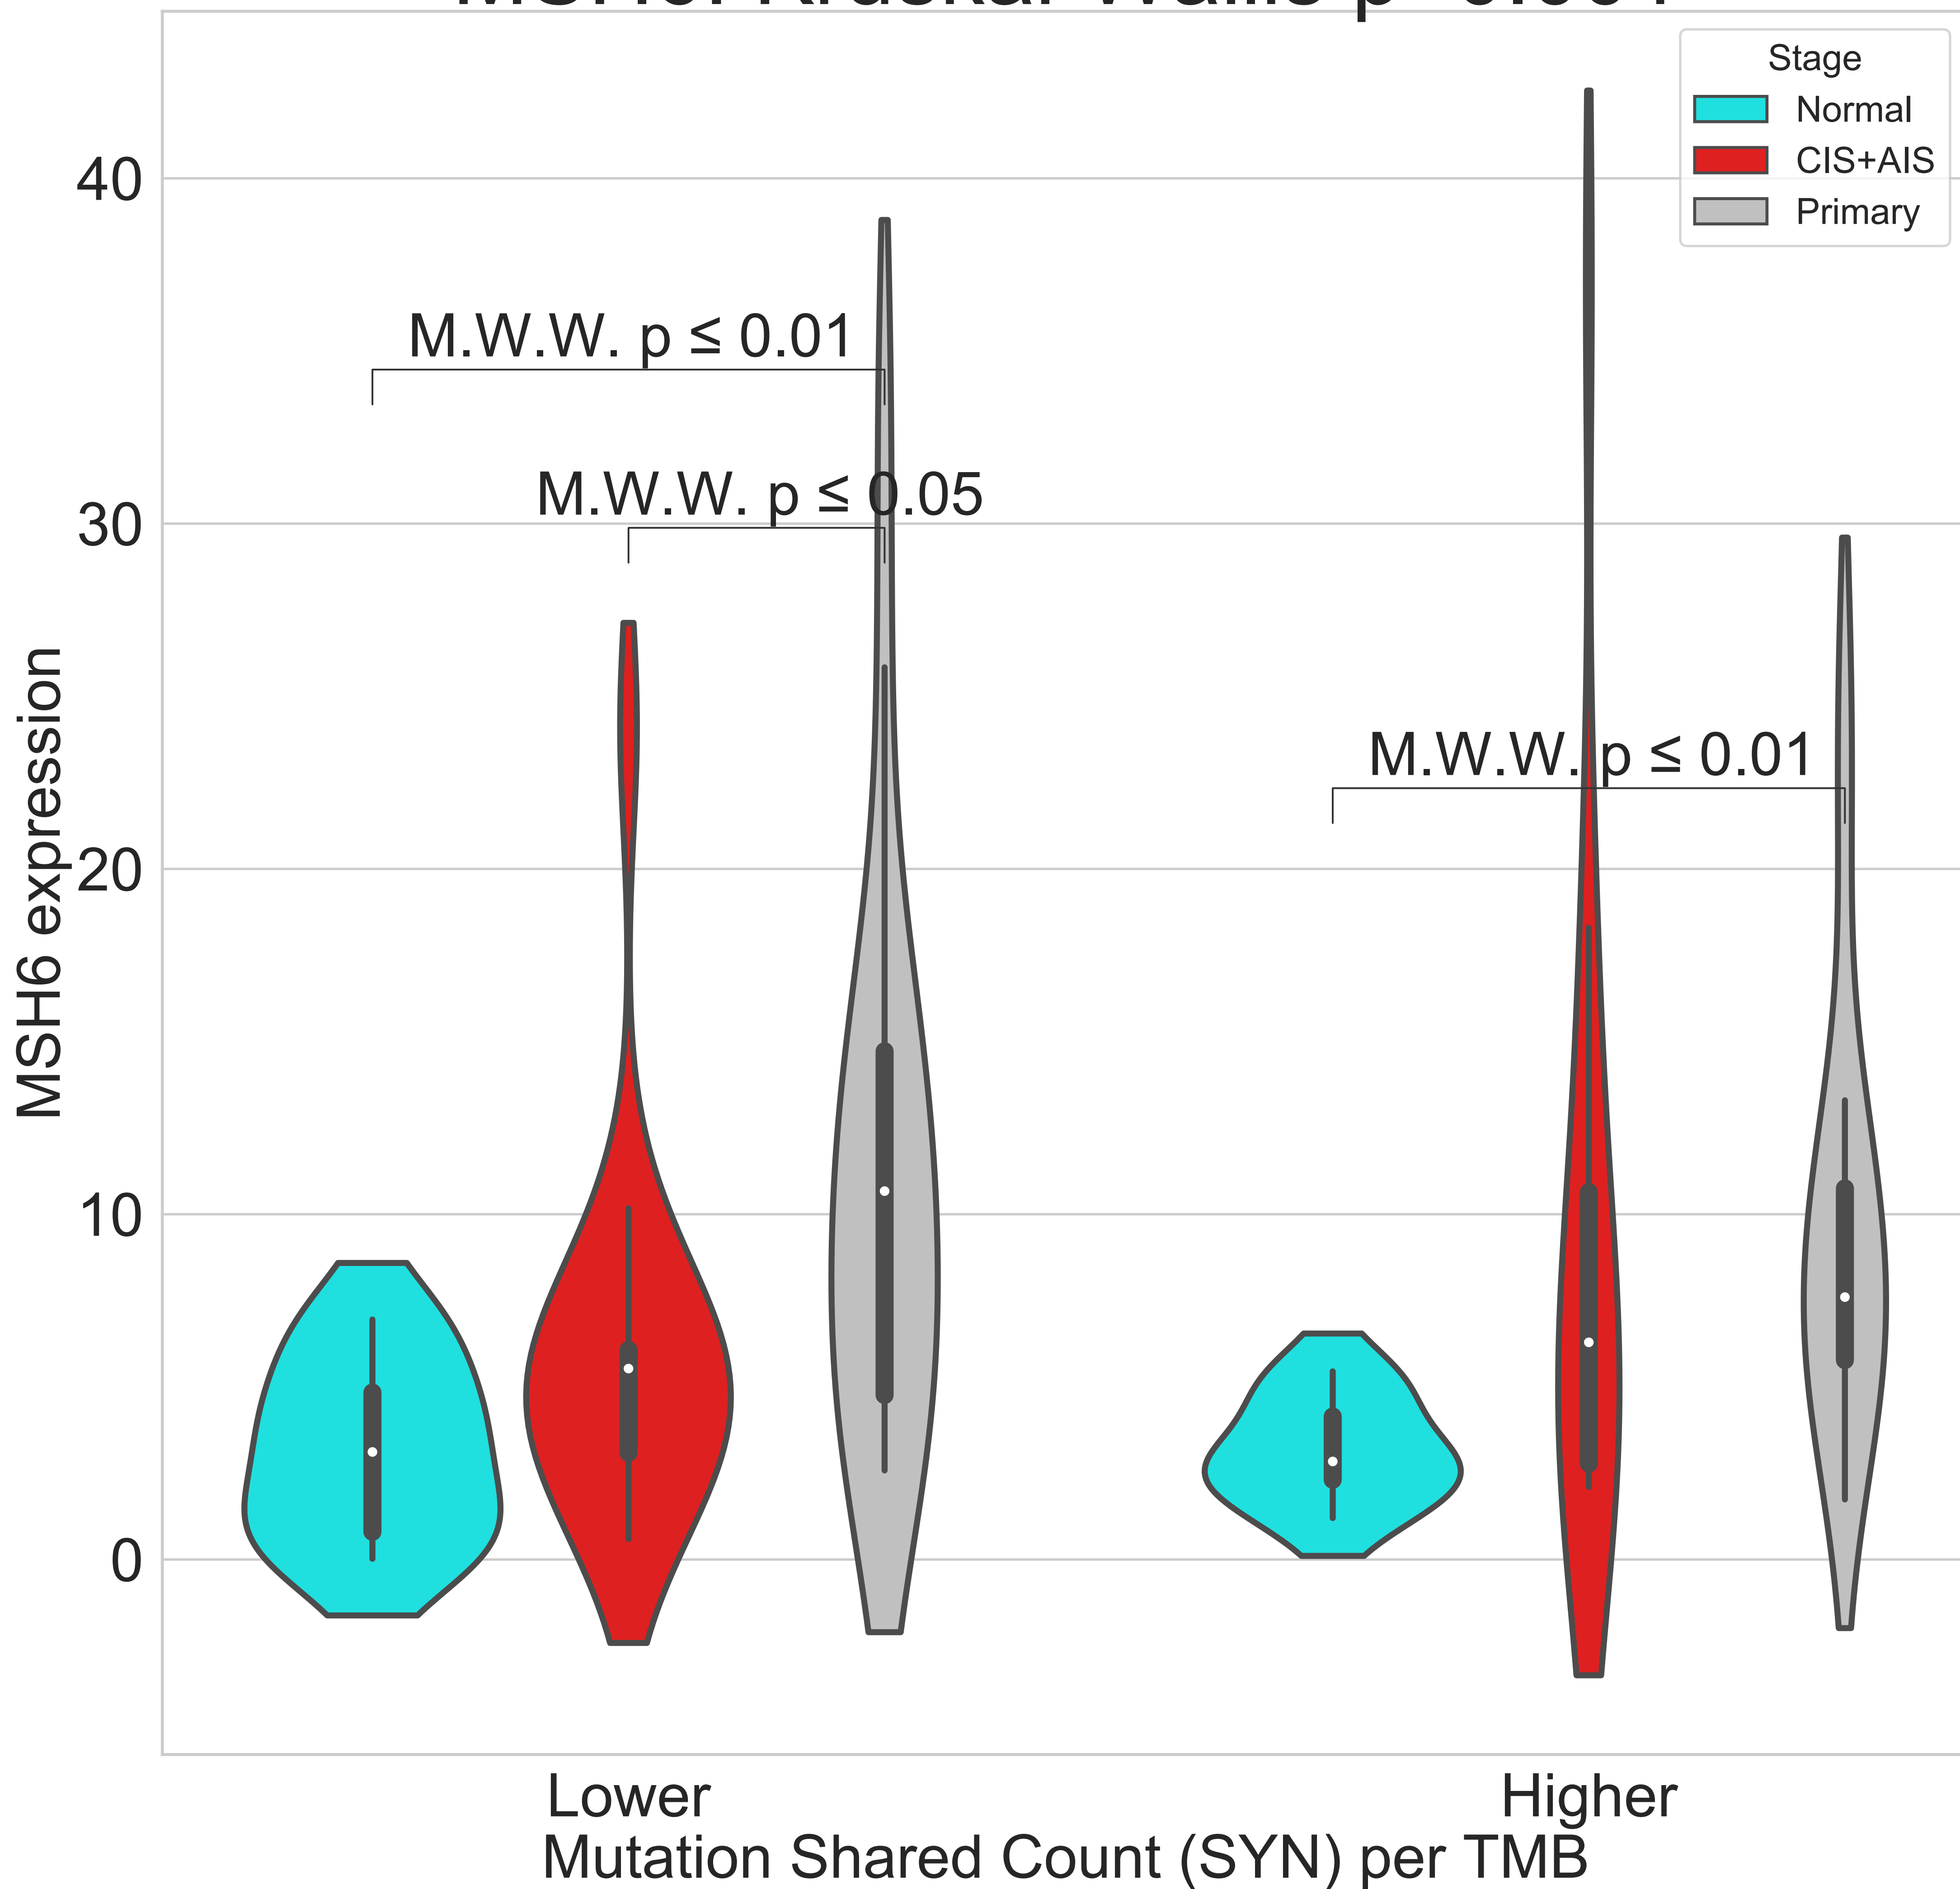 Stage
Normal
CIS+AIS
Primary
40
30
20
10
0
MSH6 expression
M.W.W. p ≤ 0.01
M.W.W. p ≤ 0.05
M.W.W. p ≤ 0.01
Lower
Higher
Mutation Shared Count (SYN) per TMB